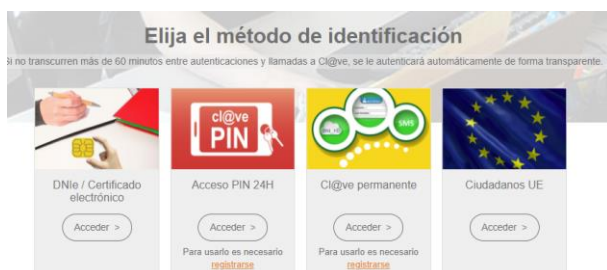 Elija el método de identificación
Si no transcurren más de 60 minutos entre autenticaciones y llamadas a Cl@ve, se le autenticará automáticamente de forma transparente.
cl@ve
PIN
SMS
DNIe / Certificado
electrónico
Acceso PIN 24H
Cl@ve permanente
Ciudadanos UE
Acceder >
Acceder >
Acceder >
Acceder >
Para usarlo es necesario
registrarse
Para usarlo es necesario
registrarse